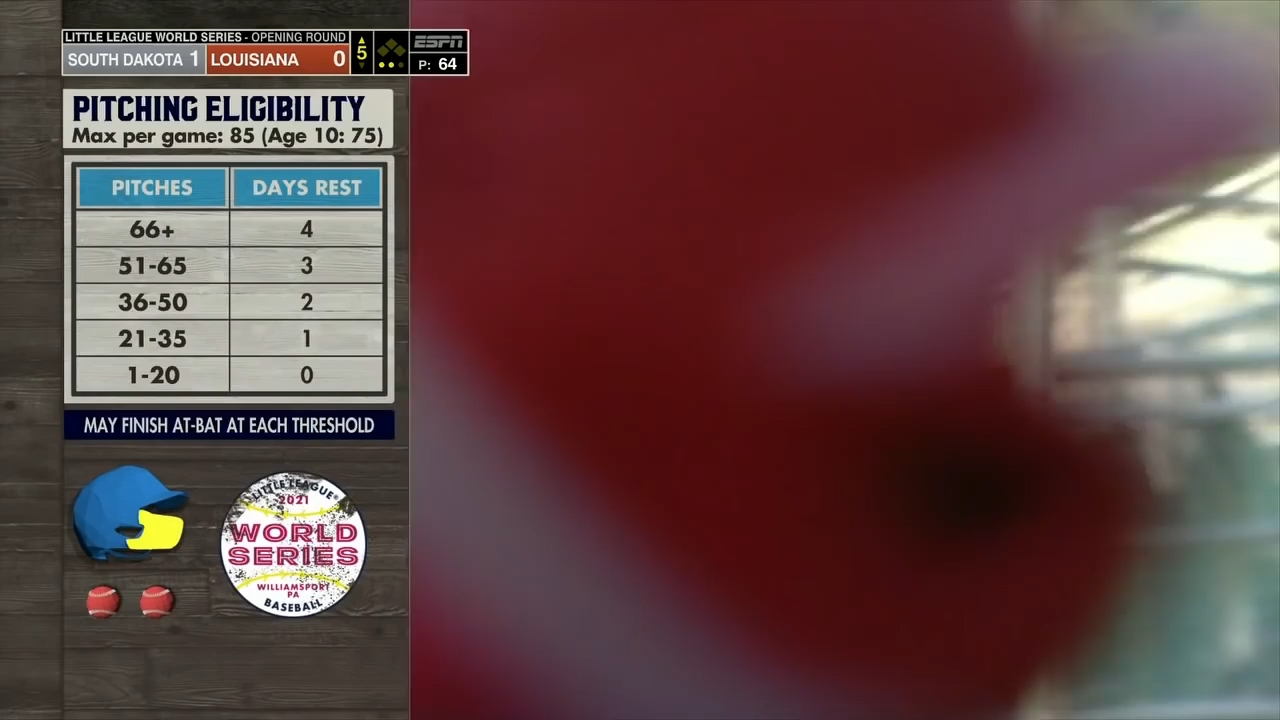 LITTLE LEAGUE WORLD SERIES - OPENING ROUND
SOUTH DAKOTA 1 LOUISIANA 0 5 ESPN
P: 64
PITCHING ELIGIBILITY
Max per game: 85 (Age 10: 75)
PITCHES DAYS REST
66+ 4
51-65 3
36-50 2
21-35 1
1-20 0
MAY FINISH AT-BAT AT EACH THRESHOLD
LITTLE LEAGUE®
2021
WORLD
SERIES
WILLIAMSPORT
PA
BASEBALL